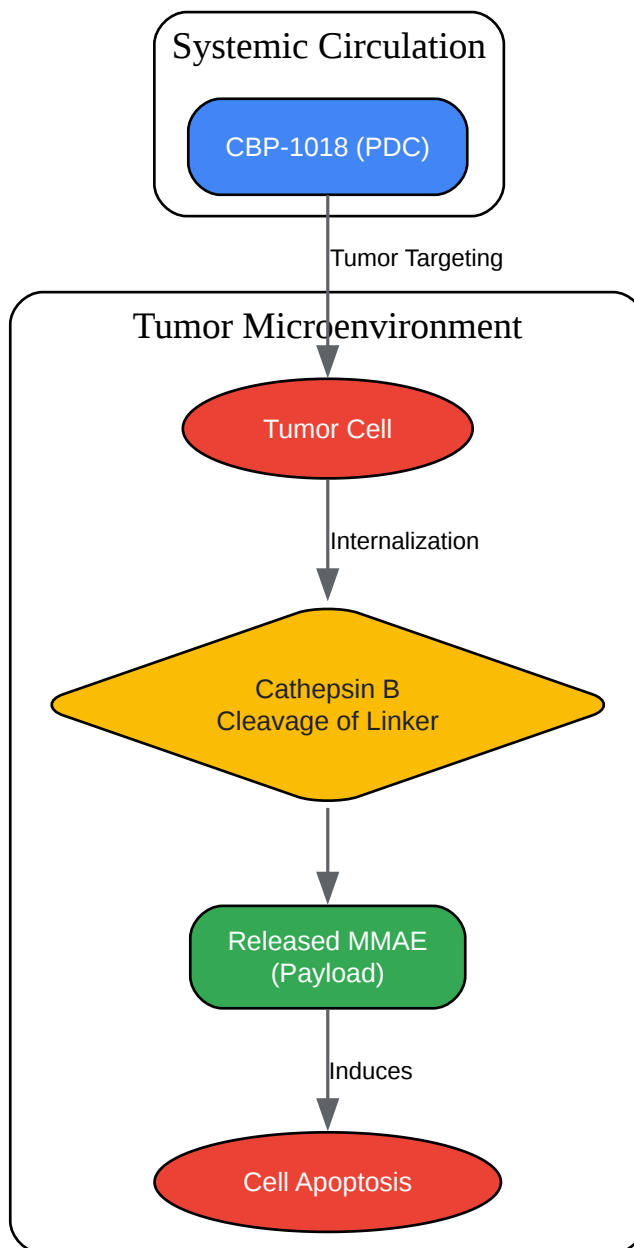 Systemic Circulation
CBP-1018 (PDC)
Tumor Targeting
Tumor Microenvironment
Tumor Cell
Internalization
Cathepsin B
Cleavage of Linker
Released MMAE
(Payload)
Induces
Cell Apoptosis